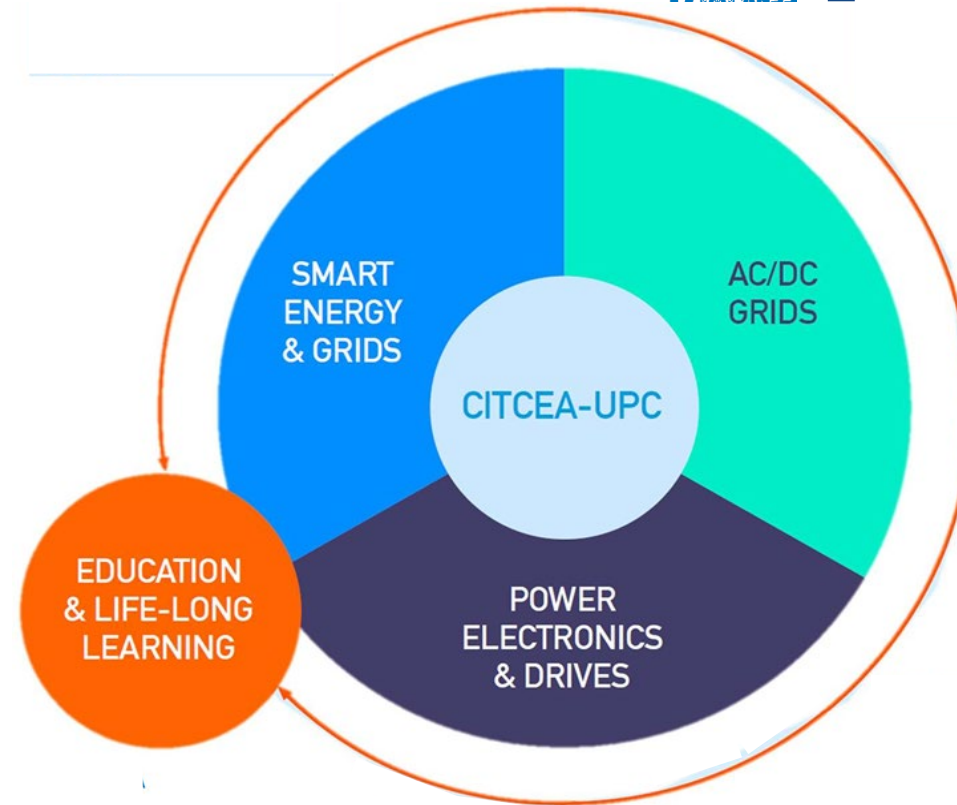 SMART
ENERGY
& GRIDS
AC/DC
GRIDS
CITCEA-UPC
EDUCATION
& LIFE-LONG
LEARNING
POWER
ELECTRONICS
& DRIVES